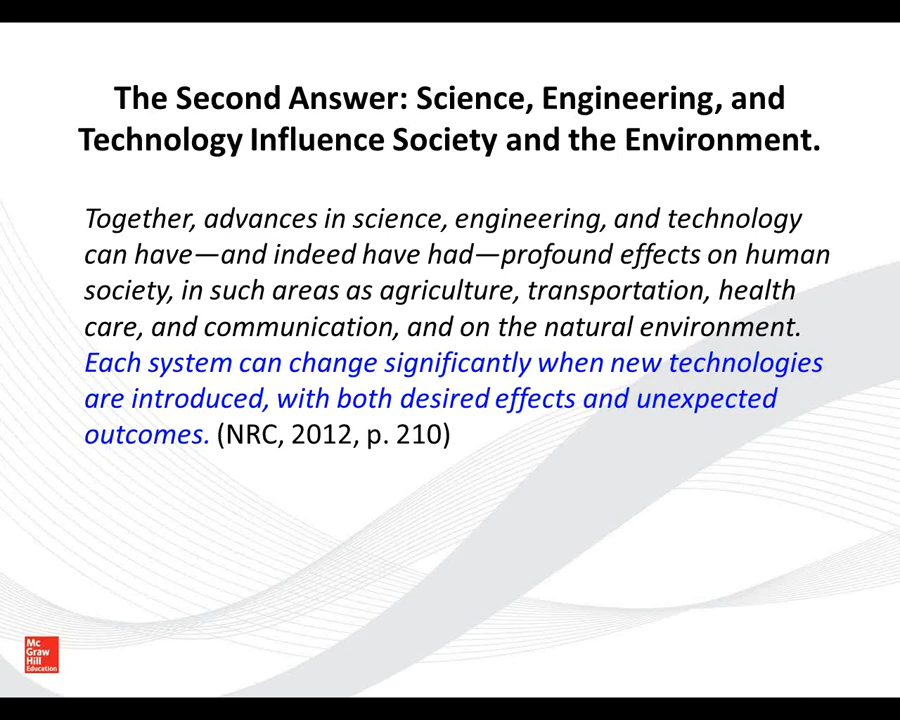 The Second Answer: Science, Engineering, and
Technology Influence Society and the Environment.
Together, advances in science, engineering, and technology
can have—and indeed have had—profound effects on human
society, in such areas as agriculture, transportation, health
care, and communication, and on the natural environment.
Each system can change significantly when new technologies
are introduced, with both desired effects and unexpected
outcomes. (NRC, 2012, p. 210)
Mc
Graw
Hill
Education